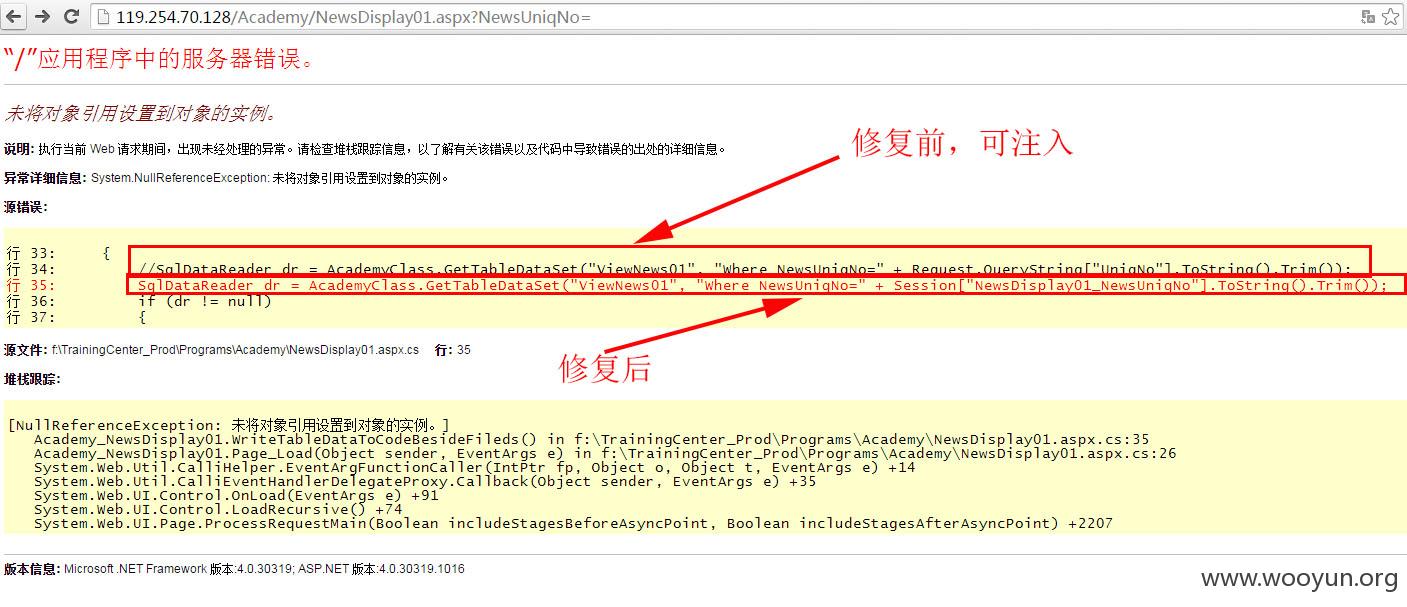 119.254.70.128/Academy/NewsDisplay01.aspx?NewsUniqNo=
“/”应用程序中的服务器错误。
未将对象引用设置到对象的实例。
修复前，可注入
说明: 执行当前 Web 请求期间，出现未经处理的异常。请检查堆栈跟踪信息，以了解有关该错误以及代码中导致错误的出处的详细信息。
异常详细信息: System.NullReferenceException: 未将对象引用设置到对象的实例。
源错误:
行 33: {
行 34: //SqlDataReader dr = AcademyClass.GetTableDataSet("ViewNews01", "Where NewsUniqNo=" + Request.QueryString["UniqNo"].ToString().Trim());
行 35: SqlDataReader dr = AcademyClass.GetTableDataSet("ViewNews01", "Where NewsUniqNo=" + Session["NewsDisplay01_NewsUniqNo"].ToString().Trim());
行 36: if (dr != null)
行 37: {
源文件: f:\TrainingCenter_Prod\Programs\Academy\NewsDisplay01.aspx.cs 行: 35
修复后
堆栈跟踪:
[NullReferenceException: 未将对象引用设置到对象的实例。]
Academy_NewsDisplay01.WriteTableDataToCodeBesideFileds() in f:\TrainingCenter_Prod\Programs\Academy\NewsDisplay01.aspx.cs:35
Academy_NewsDisplay01.Page_Load(Object sender, EventArgs e) in f:\TrainingCenter_Prod\Programs\Academy\NewsDisplay01.aspx.cs:26
System.Web.Util.CalliHelper.EventArgFunctionCaller(IntPtr fp, Object o, Object t, EventArgs e) +14
System.Web.Util.CalliEventHandlerDelegateProxy.Callback(Object sender, EventArgs e) +35
System.Web.UI.Control.OnLoad(EventArgs e) +91
System.Web.UI.Control.LoadRecursive() +74
System.Web.UI.Page.ProcessRequestMain(Boolean includeStagesBeforeAsyncPoint, Boolean includeStagesAfterAsyncPoint) +2207
版本信息: Microsoft .NET Framework 版本:4.0.30319; ASP.NET 版本:4.0.30319.1016
www.wooyun.org